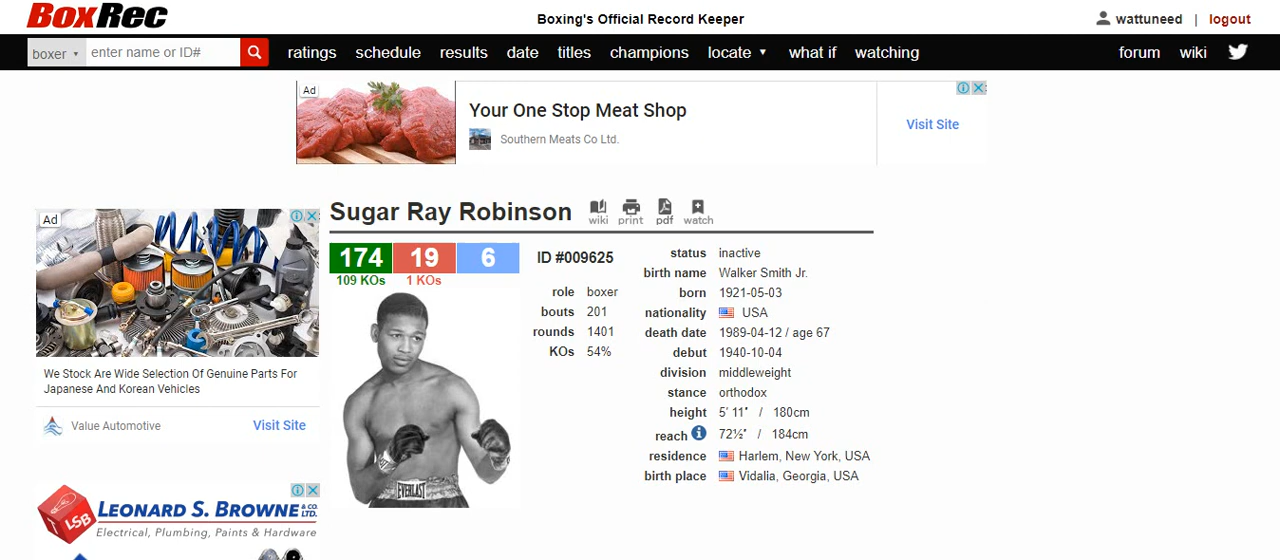 BoxRec
Boxing's Official Record Keeper
wattuneed | logout
boxer enter name or ID#
ratings schedule results date titles champions locate what if watching forum wiki
Ad
Your One Stop Meat Shop
Southern Meats Co Ltd.
Visit Site
Sugar Ray Robinson
wiki print pdf watch
Ad
We Stock Are Wide Selection Of Genuine Parts For
Japanese And Korean Vehicles
Value Automotive
Visit Site
LSB
LEONARD S. BROWNE & CO. LTD.
Electrical, Plumbing, Paints & Hardware
174 19 6
109 KOs 1 KOs
EVERLAST
ID #009625
role boxer
bouts 201
rounds 1401
KOs 54%
status inactive
birth name Walker Smith Jr.
born 1921-05-03
nationality USA
death date 1989-04-12 / age 67
debut 1940-10-04
division middleweight
stance orthodox
height 5′ 11″ / 180cm
reach 72½″ / 184cm
residence Harlem, New York, USA
birth place Vidalia, Georgia, USA